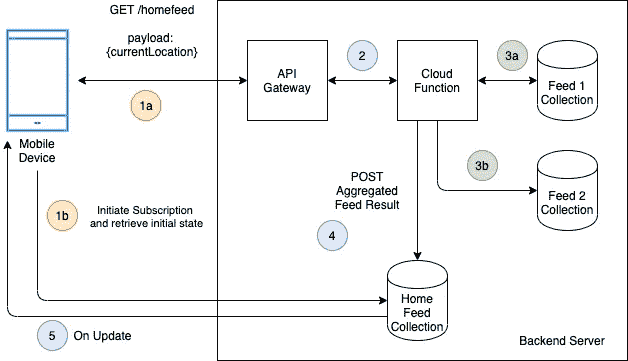 GET /homefeed
payload:
{currentLocation}
1a
API
Gateway
2
Cloud
Function
3a
Feed 1
Collection
Mobile
Device
3b
Feed 2
Collection
1b
Initiate Subscription
and retrieve initial state
POST
Aggregated
Feed Result
4
Home
Feed
Collection
5
On Update
Backend Server